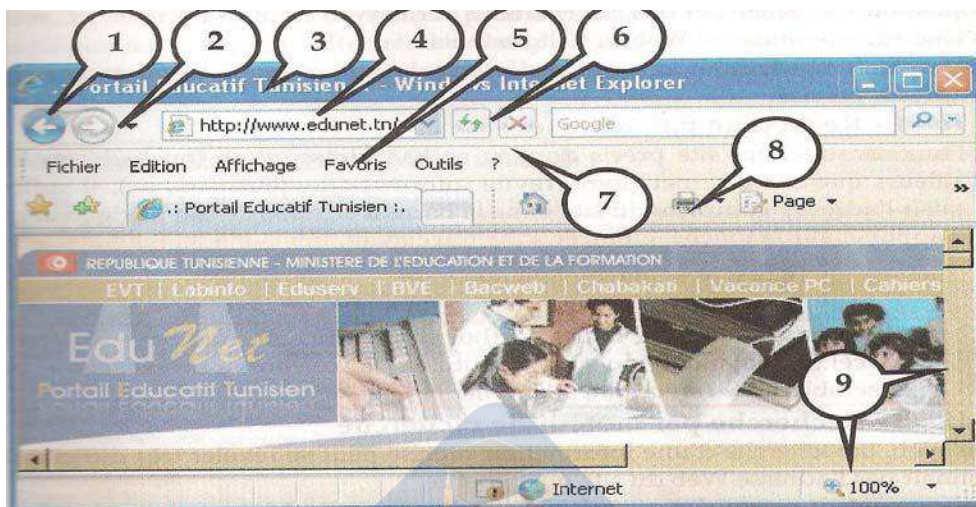 1 2 3 4 5 6
.: Portail Educatif Tunisien :. - Windows Internet Explorer
http://www.edunet.tn/
Google
8
Fichier Edition Affichage Favoris Outils ?
7
.: Portail Educatif Tunisien :.
Page
REPUBLIQUE TUNISIENNE - MINISTERE DE L'EDUCATION ET DE LA FORMATION
EVT | Labinfo | Eduserv | BVE | Bacweb | Chabakati | Vacance PC | Cahiers
Edu Net
Portail Educatif Tunisien
9
Internet
100%